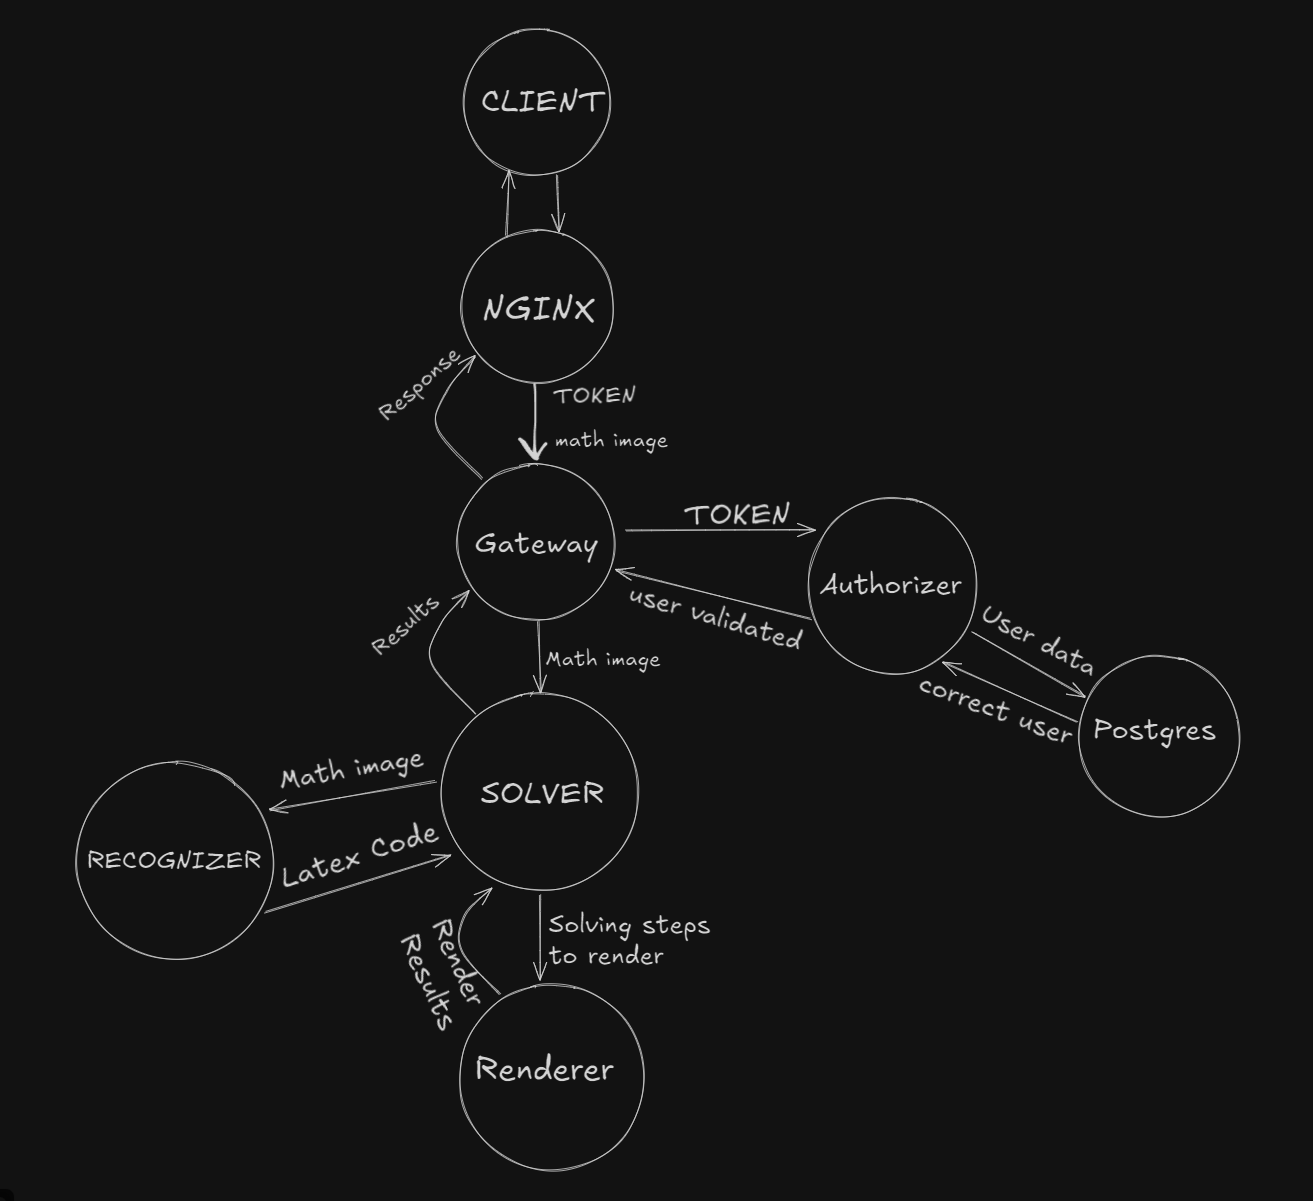 CLIENT
NGINX
Response
TOKEN
math image
Gateway
TOKEN
user validated
Authorizer
User data
correct user
Postgres
Results
Math image
SOLVER
Math image
Latex Code
RECOGNIZER
Solving steps
to render
Render
Results
Renderer